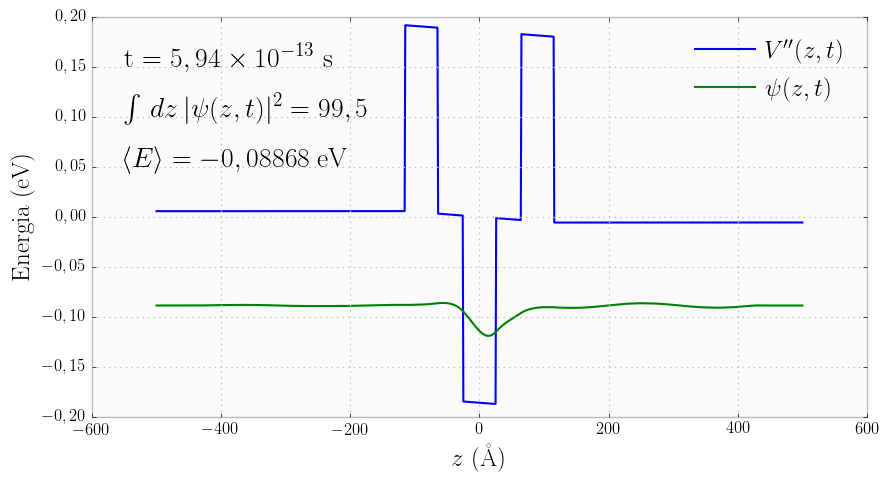 0,20
0,15
0,10
0,05
0,00
−0,05
−0,10
−0,15
−0,20
Energia (eV)
t = 5,94 × 10^{−13} s
∫ dz |ψ(z, t)|² = 99,5
⟨E⟩ = −0,08868 eV
V''(z, t)
ψ(z, t)
−600 −400 −200 0 200 400 600
z (Å)